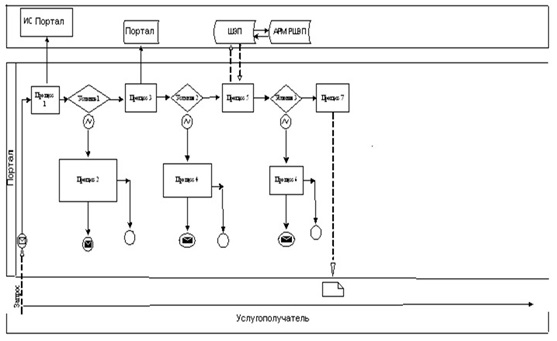 ИС Портал
Портал
ШЭП
АРМ РШЭП
Процесс
1
Условие 1
Процесс 3
Условие 2
Процесс 5
Условие 3
Процесс 7
Процесс 2
Процесс 4
Процесс 6
Портал
Запрос
Услугополучатель